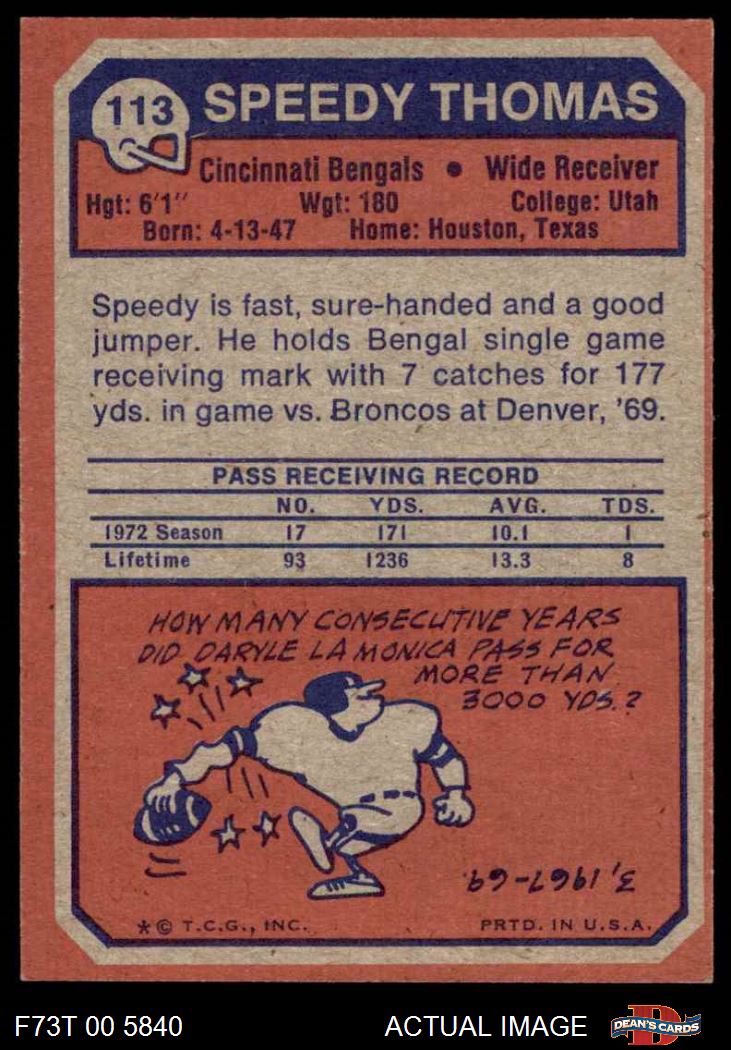 113 SPEEDY THOMAS
Cincinnati Bengals • Wide Receiver
Hgt: 6'1" Wgt: 180 College: Utah
Born: 4-13-47 Home: Houston, Texas
Speedy is fast, sure-handed and a good
jumper. He holds Bengal single game
receiving mark with 7 catches for 177
yds. in game vs. Broncos at Denver, '69.
PASS RECEIVING RECORD
NO. YDS. AVG. TDS.
1972 Season 17 171 10.1 1
Lifetime 93 1236 13.3 8
HOW MANY CONSECUTIVE YEARS
DID DARYLE LA MONICA PASS FOR
MORE THAN
3000 YDS.?
3, 1967-69.
* © T.C.G., INC. PRTD. IN U.S.A.
F73T 00 5840 ACTUAL IMAGE
D
DEAN'S CARDS